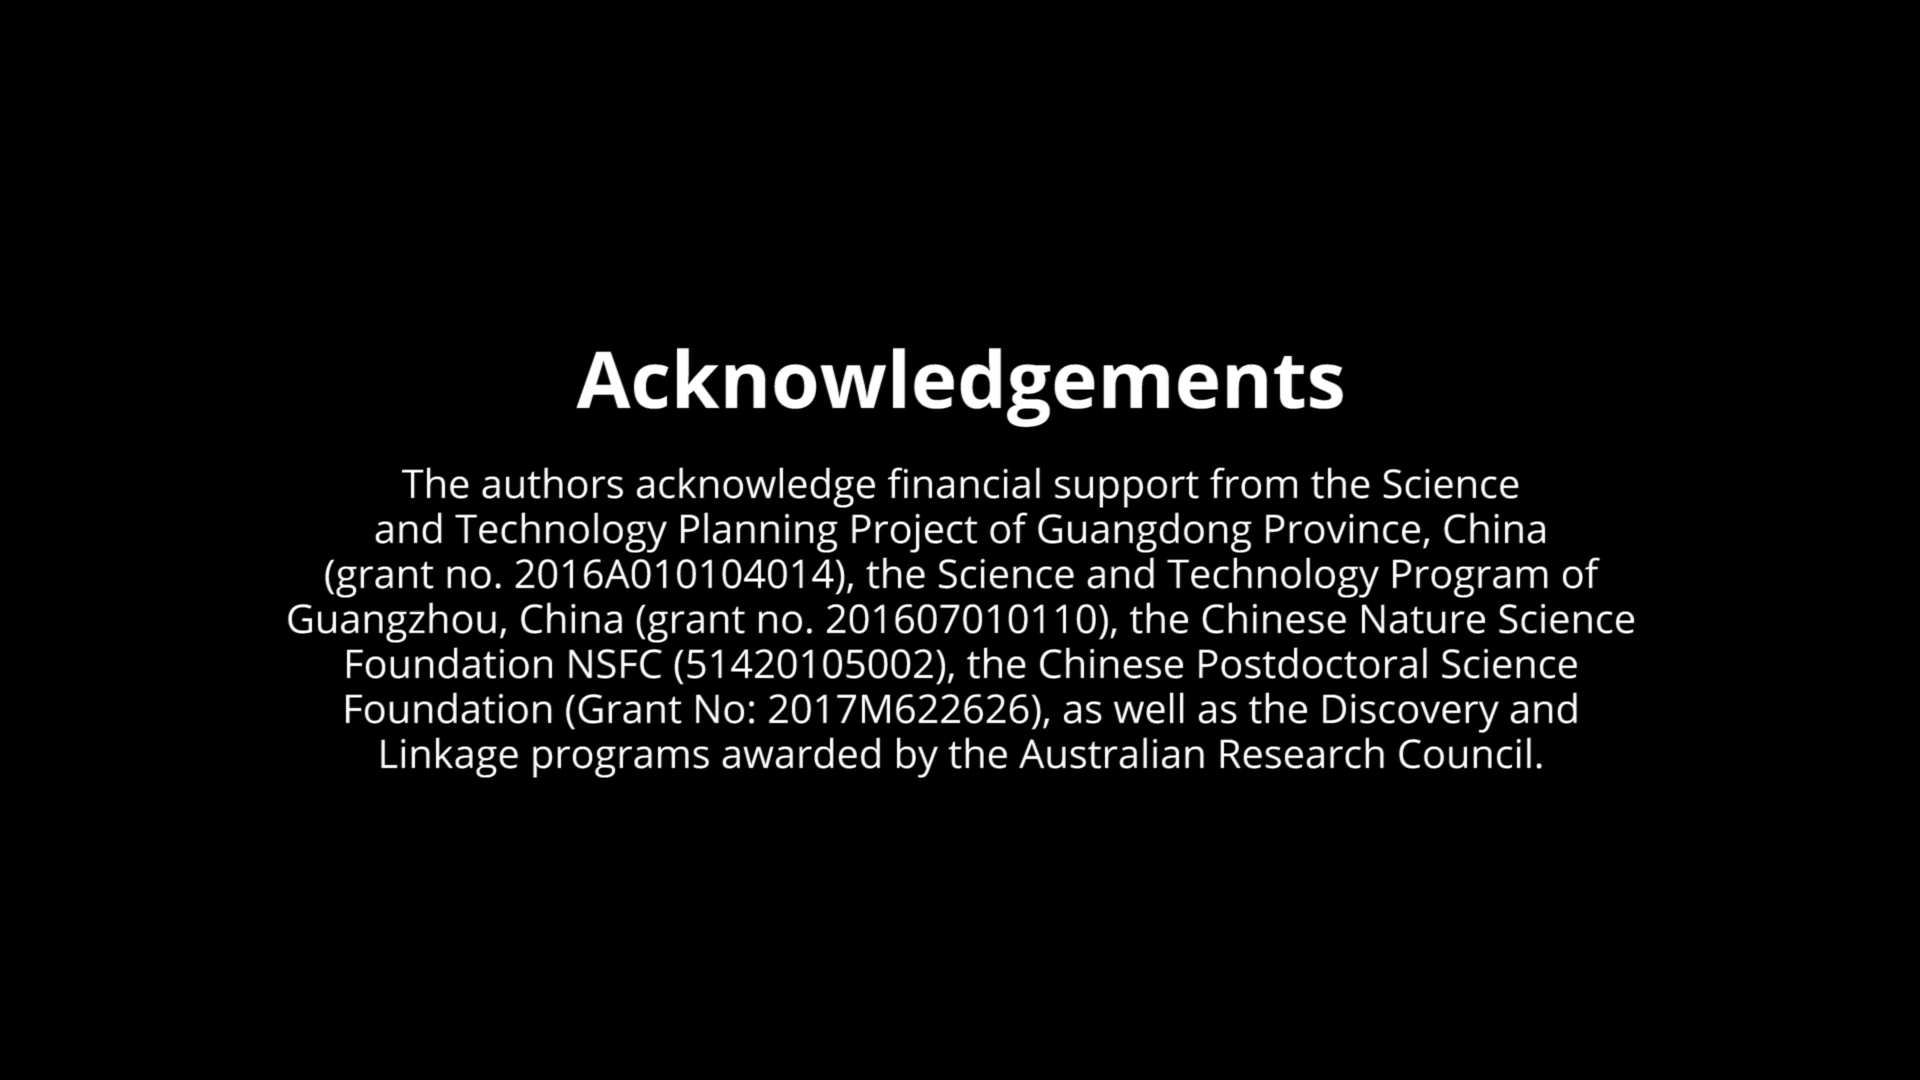 Acknowledgements
The authors acknowledge financial support from the Science
and Technology Planning Project of Guangdong Province, China
(grant no. 2016A010104014), the Science and Technology Program of
Guangzhou, China (grant no. 201607010110), the Chinese Nature Science
Foundation NSFC (51420105002), the Chinese Postdoctoral Science
Foundation (Grant No: 2017M622626), as well as the Discovery and
Linkage programs awarded by the Australian Research Council.